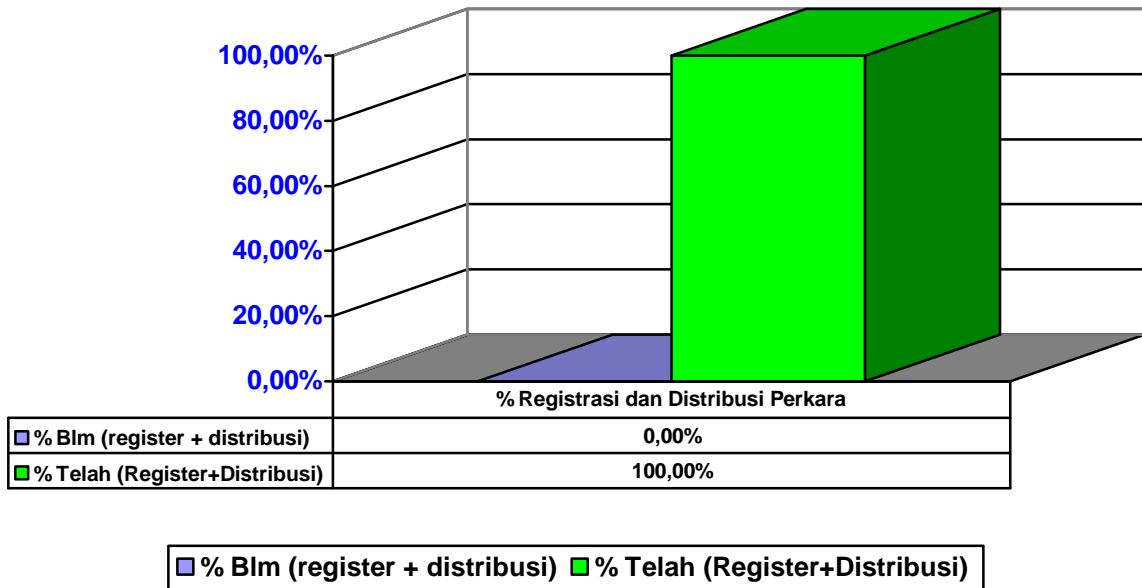 100,00%
80,00%
60,00%
40,00%
20,00%
0,00%
% Registrasi dan Distribusi Perkara
% Blm (register + distribusi) 0,00%
% Telah (Register+Distribusi) 100,00%
% Blm (register + distribusi) % Telah (Register+Distribusi)